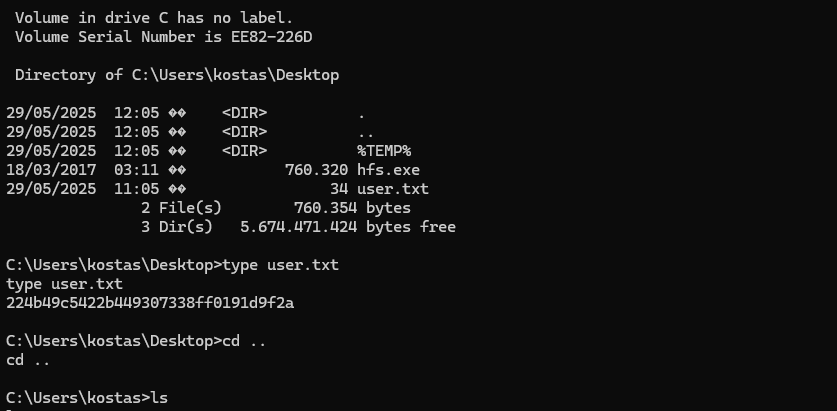 Volume in drive C has no label.
Volume Serial Number is EE82-226D
Directory of C:\Users\kostas\Desktop
29/05/2025  12:05 ��    <DIR>          .
29/05/2025  12:05 ��    <DIR>          ..
29/05/2025  12:05 ��    <DIR>          %TEMP%
18/03/2017  03:11 ��           760.320 hfs.exe
29/05/2025  11:05 ��                34 user.txt
               2 File(s)        760.354 bytes
               3 Dir(s)   5.674.471.424 bytes free
C:\Users\kostas\Desktop>type user.txt
type user.txt
224b49c5422b449307338ff0191d9f2a
C:\Users\kostas\Desktop>cd ..
cd ..
C:\Users\kostas>ls